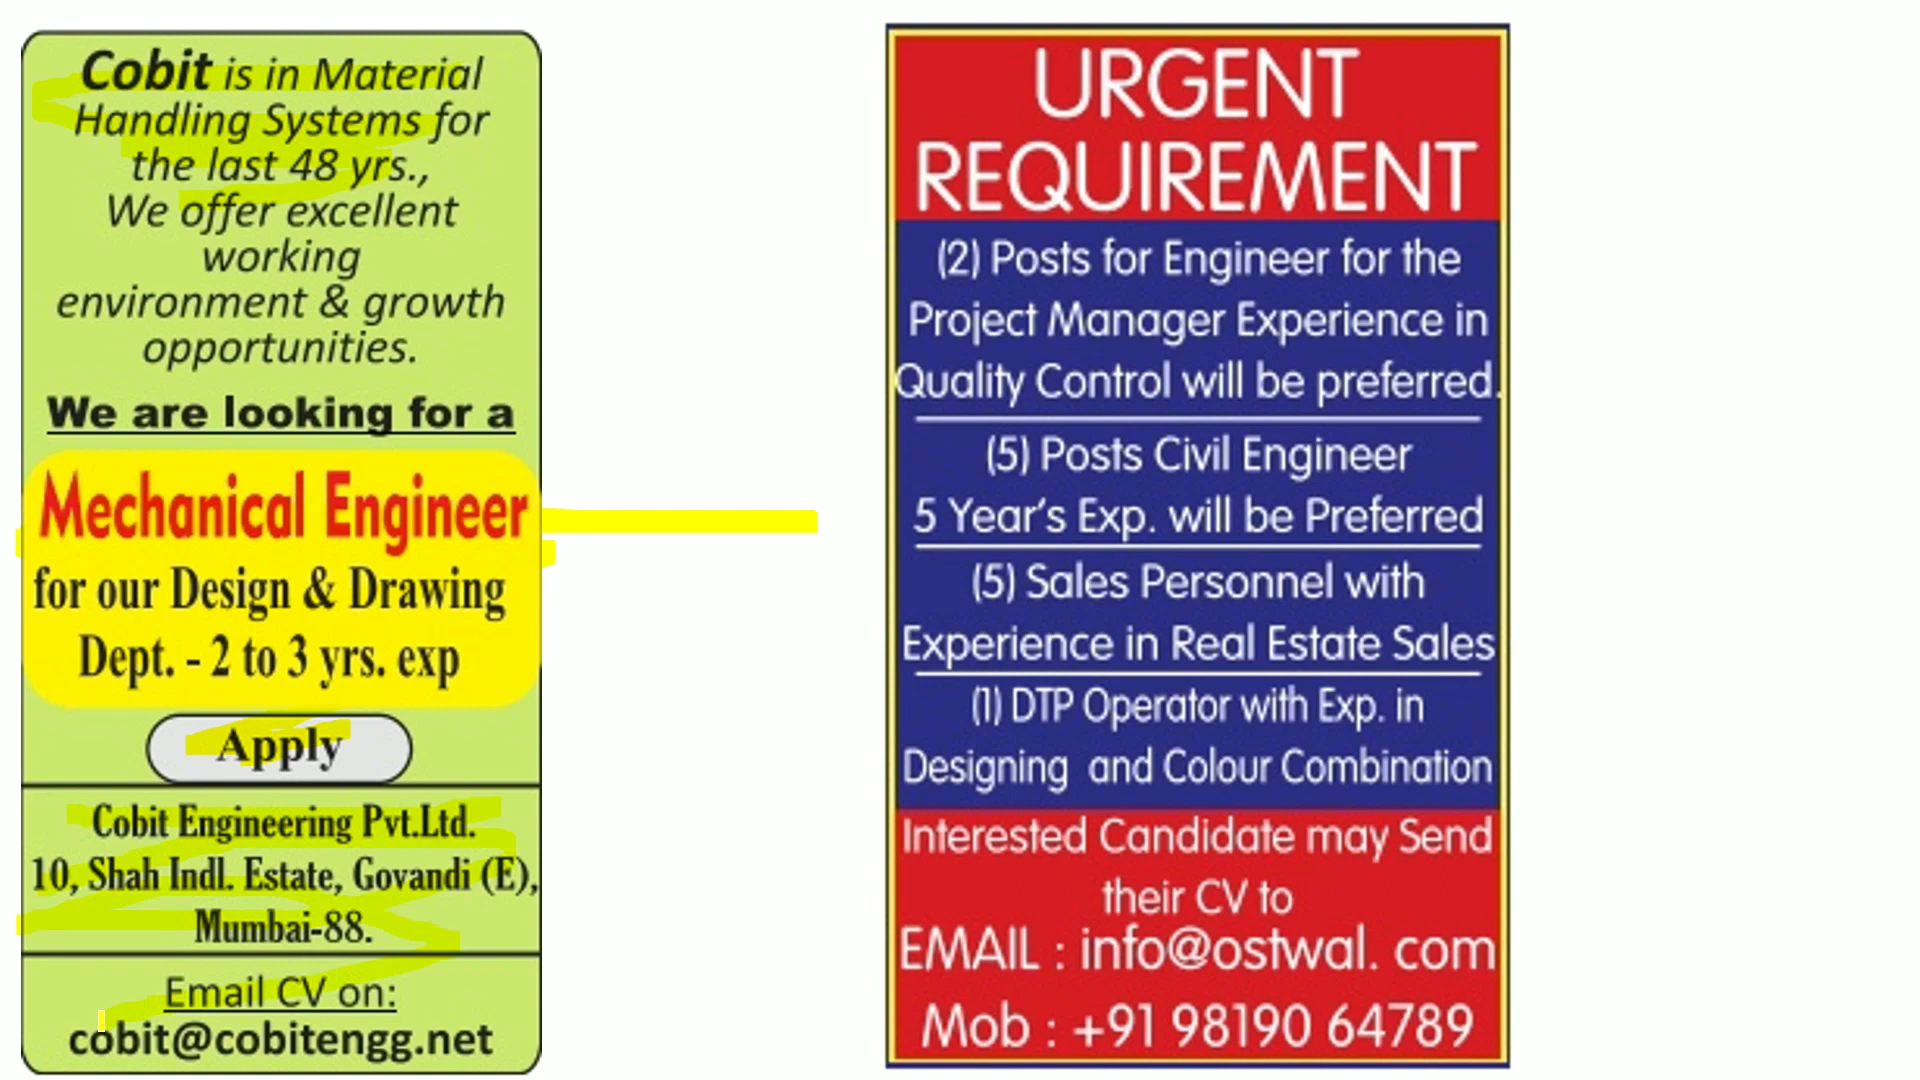 Cobit is in Material
Handling Systems for
the last 48 yrs.,
We offer excellent
working
environment & growth
opportunities.
We are looking for a
Mechanical Engineer
for our Design & Drawing
Dept. - 2 to 3 yrs. exp
Apply
Cobit Engineering Pvt.Ltd.
10, Shah Indl. Estate, Govandi (E),
Mumbai-88.
Email CV on:
cobit@cobitengg.net
URGENT
REQUIREMENT
(2) Posts for Engineer for the
Project Manager Experience in
Quality Control will be preferred.
(5) Posts Civil Engineer
5 Year's Exp. will be Preferred
(5) Sales Personnel with
Experience in Real Estate Sales
(1) DTP Operator with Exp. in
Designing and Colour Combination
Interested Candidate may Send
their CV to
EMAIL : info@ostwal. com
Mob : +91 98190 64789